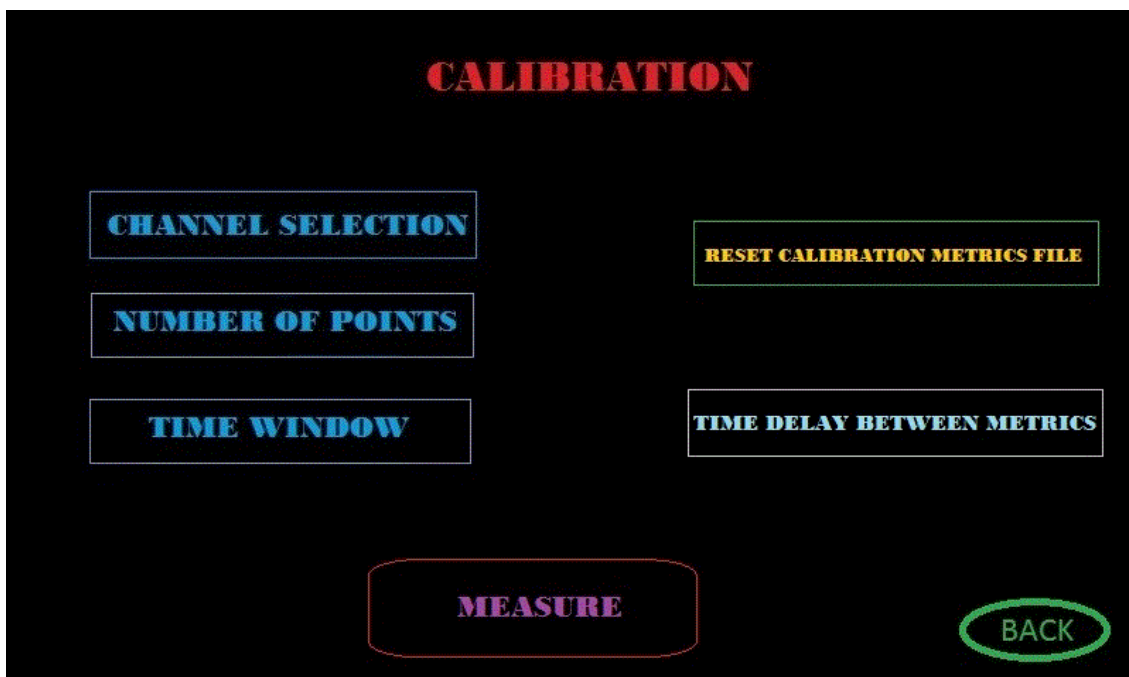 CALIBRATION
CHANNEL SELECTION
NUMBER OF POINTS
TIME WINDOW
RESET CALIBRATION METRICS FILE
TIME DELAY BETWEEN METRICS
MEASURE
BACK